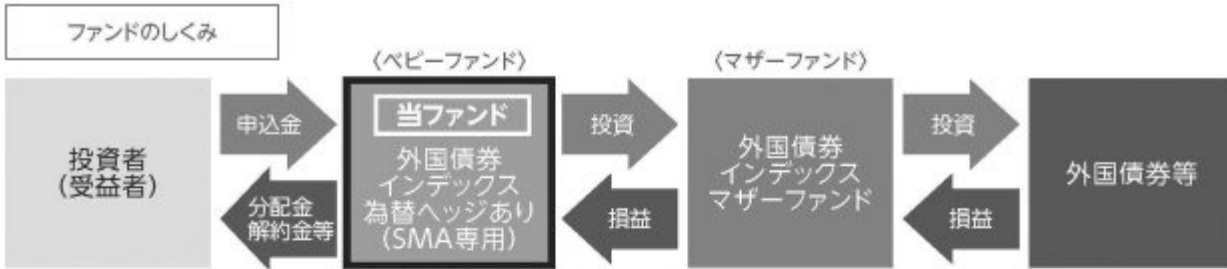 ファンドのしくみ
〈ベビーファンド〉
〈マザーファンド〉
投資者
(受益者)
申込金
分配金
解約金等
当ファンド
外国債券
インデックス
為替ヘッジあり
(SMA専用)
投資
損益
外国債券
インデックス
マザーファンド
投資
損益
外国債券等